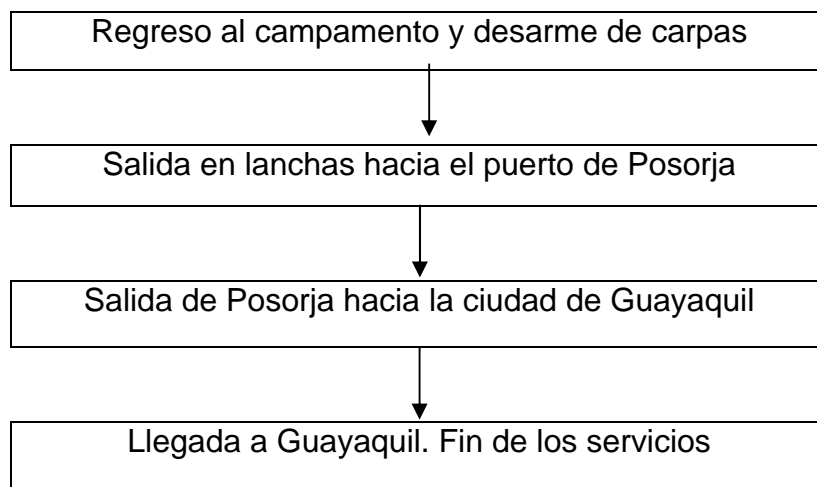 Regreso al campamento y desarme de carpas
Salida en lanchas hacia el puerto de Posorja
Salida de Posorja hacia la ciudad de Guayaquil
Llegada a Guayaquil. Fin de los servicios